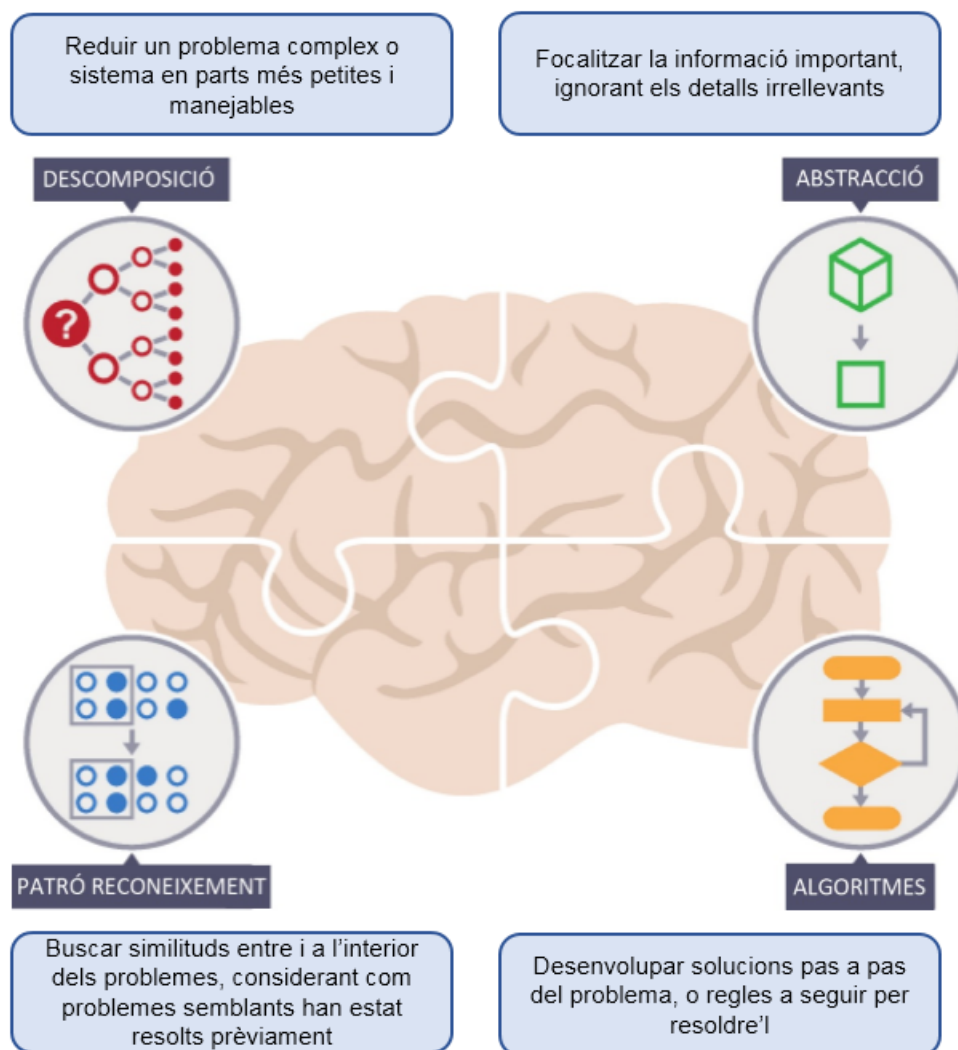 Reduir un problema complex o
sistema en parts més petites i
manejables
Focalitzar la informació important,
ignorant els detalls irrellevants
DESCOMPOSICIÓ
ABSTRACCIÓ
?
PATRÓ RECONEIXEMENT
ALGORITMES
Buscar similituds entre i a l’interior
dels problemes, considerant com
problemes semblants han estat
resolts prèviament
Desenvolupar solucions pas a pas
del problema, o regles a seguir per
resoldre’l